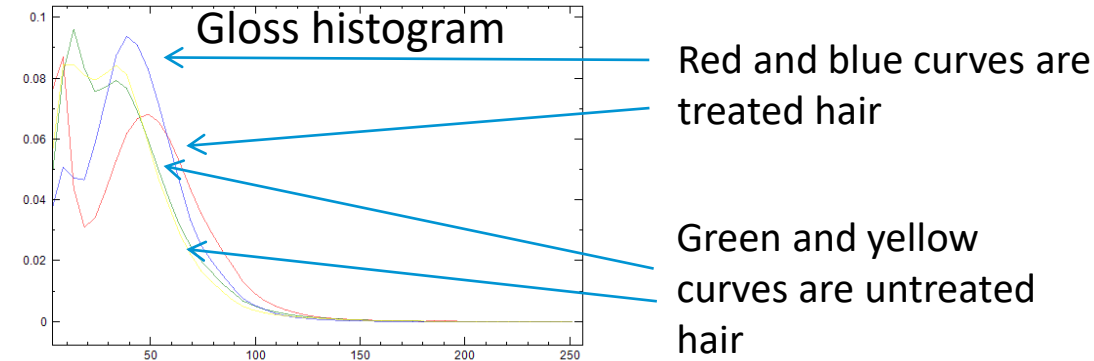 Gloss histogram
0.1
0.08
0.06
0.04
0.02
0
50 100 150 200 250
Red and blue curves are
treated hair
Green and yellow
curves are untreated
hair